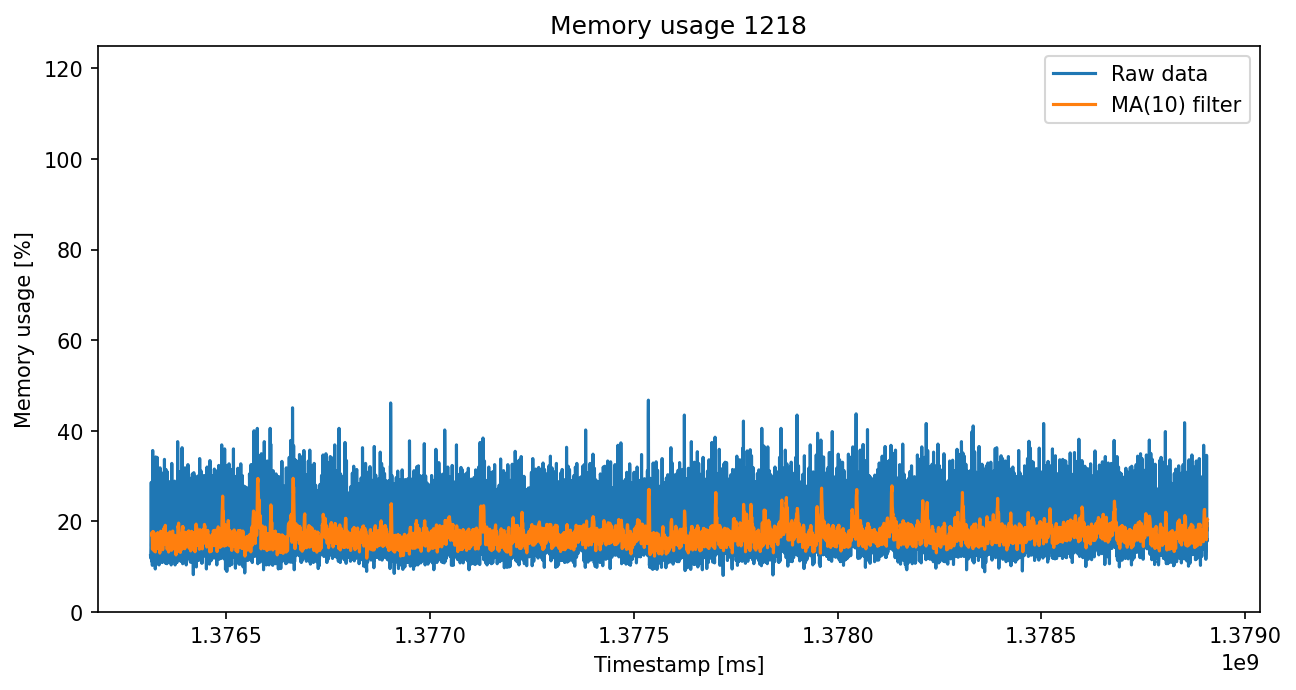 Memory usage 1218
Raw data
MA(10) filter
Memory usage [%]
120
100
80
60
40
20
0
1.3765 1.3770 1.3775 1.3780 1.3785 1.3790
1e9
Timestamp [ms]